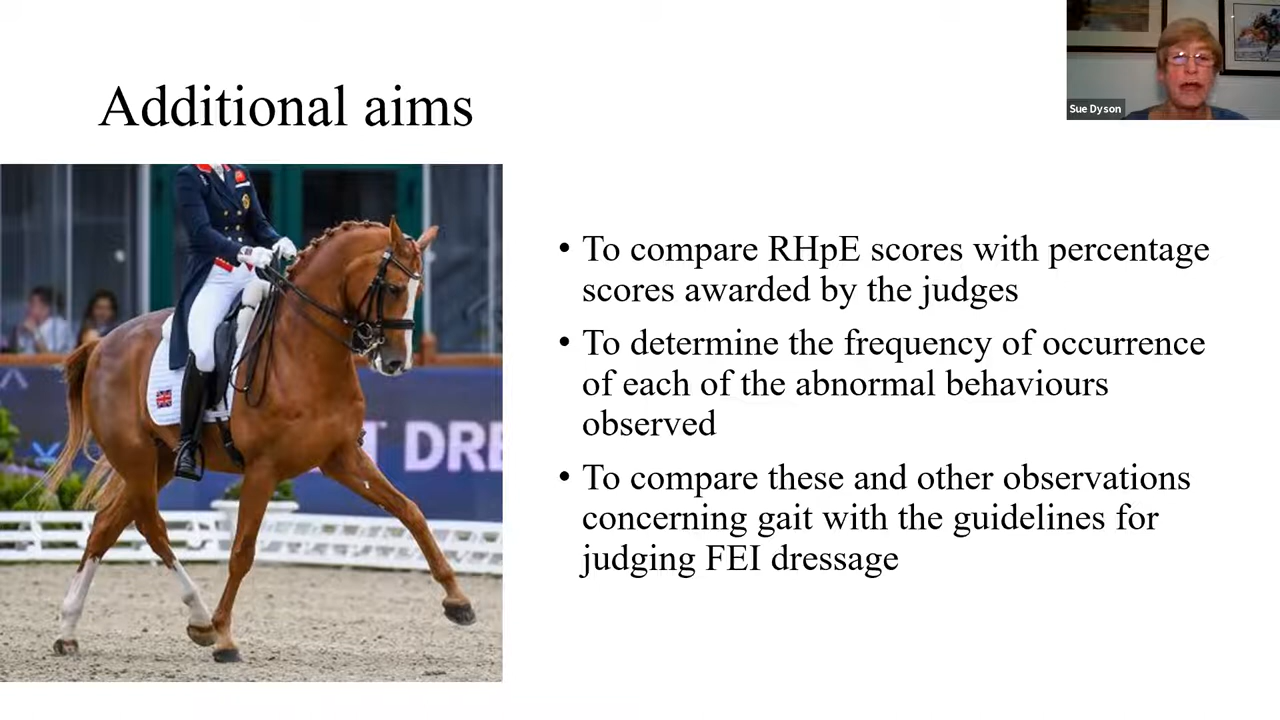 Sue Dyson
Additional aims
• To compare RHpE scores with percentage
scores awarded by the judges
• To determine the frequency of occurrence
of each of the abnormal behaviours
observed
• To compare these and other observations
concerning gait with the guidelines for
judging FEI dressage
T DRE